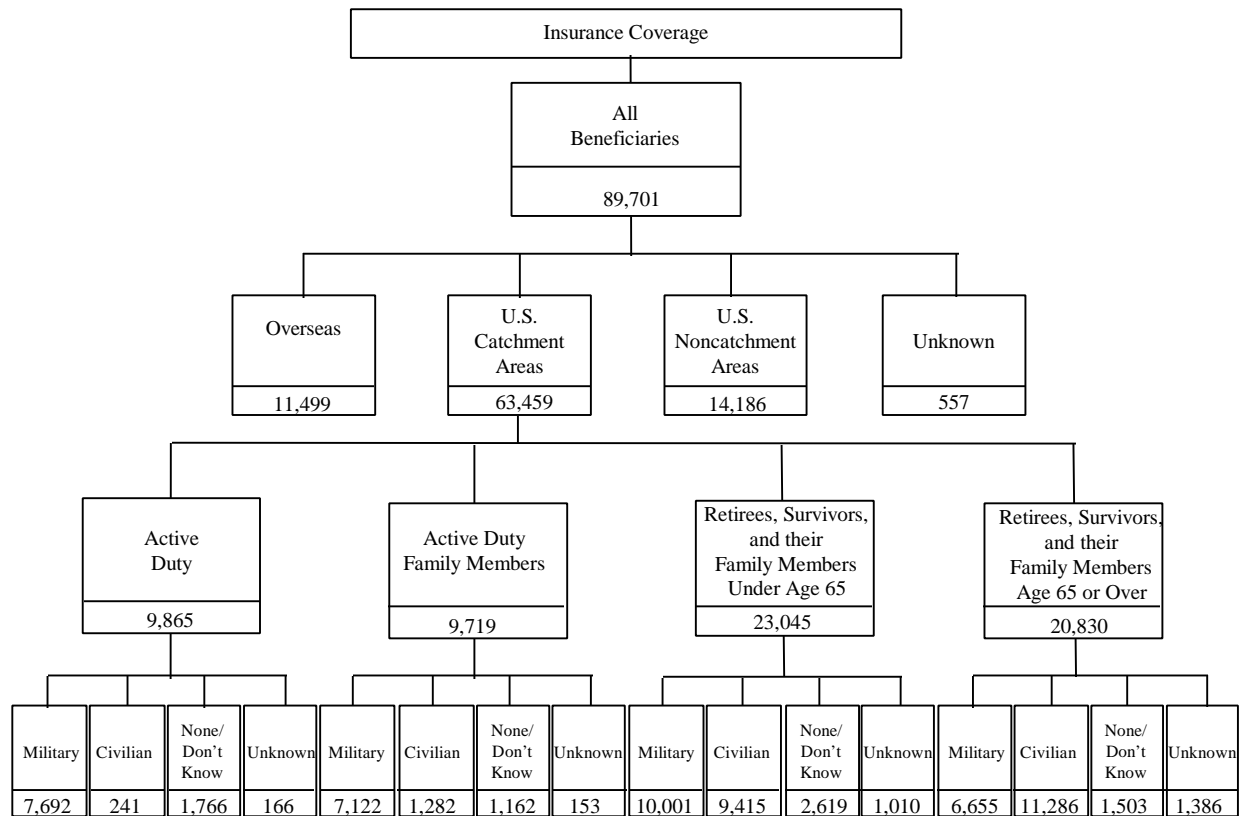 Insurance Coverage
All
Beneficiaries
89,701
Overseas
11,499
U.S.
Catchment
Areas
63,459
U.S.
Noncatchment
Areas
14,186
Unknown
557
Active
Duty
9,865
Active Duty
Family Members
9,719
Retirees, Survivors,
and their
Family Members
Under Age 65
23,045
Retirees, Survivors,
and their
Family Members
Age 65 or Over
20,830
Military
7,692
Civilian
241
None/
Don't
Know
1,766
Unknown
166
Military
7,122
Civilian
1,282
None/
Don't
Know
1,162
Unknown
153
Military
10,001
Civilian
9,415
None/
Don't
Know
2,619
Unknown
1,010
Military
6,655
Civilian
11,286
None/
Don't
Know
1,503
Unknown
1,386